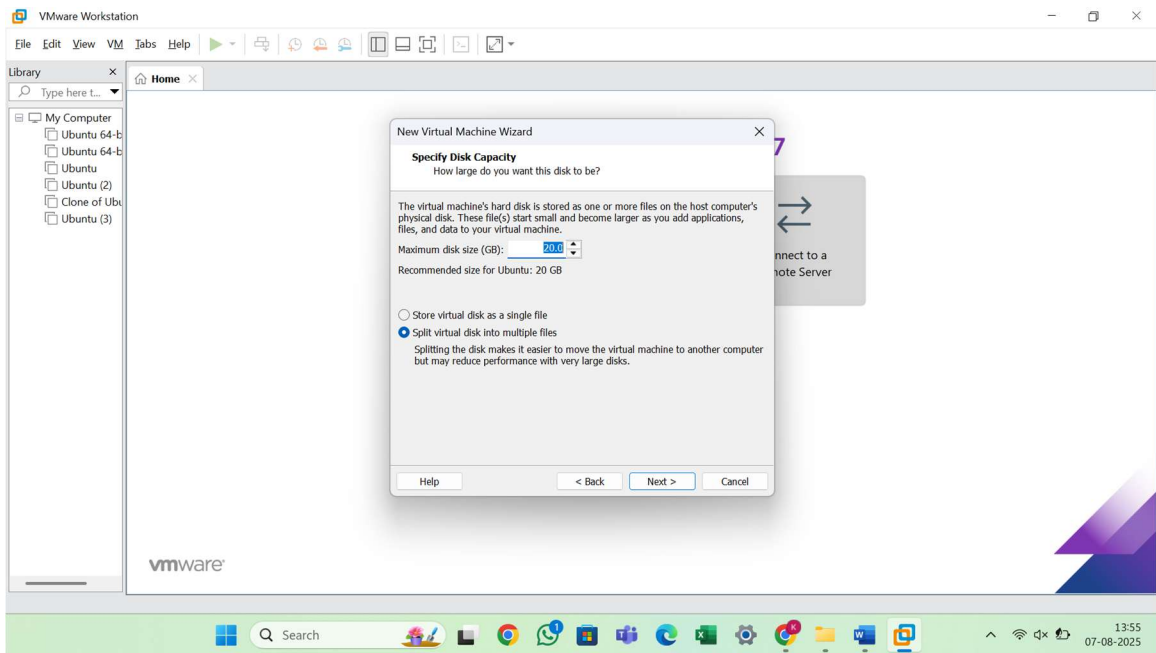 VMware Workstation
File Edit View VM Tabs Help
Library
Type here t...
Home
My Computer
Ubuntu 64-b
Ubuntu 64-b
Ubuntu
Ubuntu (2)
Clone of Ubu
Ubuntu (3)
7
nnect to a
note Server
New Virtual Machine Wizard
Specify Disk Capacity
How large do you want this disk to be?
The virtual machine's hard disk is stored as one or more files on the host computer's
physical disk. These file(s) start small and become larger as you add applications,
files, and data to your virtual machine.
Maximum disk size (GB): 20.0
Recommended size for Ubuntu: 20 GB
Store virtual disk as a single file
Split virtual disk into multiple files
Splitting the disk makes it easier to move the virtual machine to another computer
but may reduce performance with very large disks.
Help < Back Next > Cancel
vmware
Search
1
K
13:55
07-08-2025